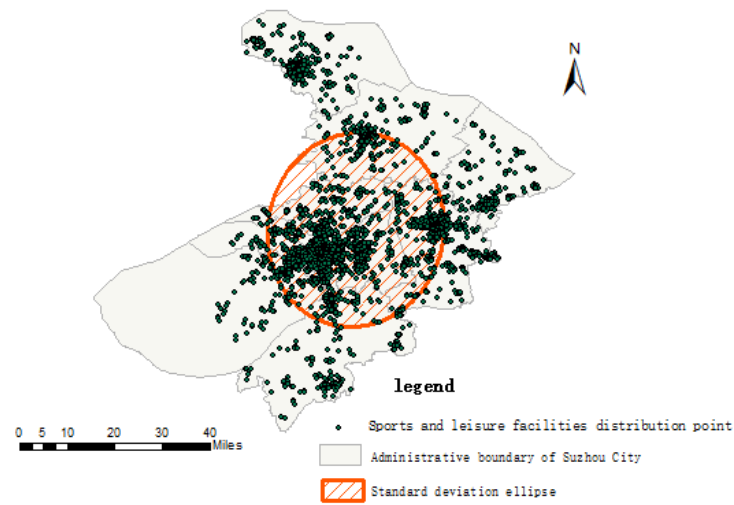 N
legend
Sports and leisure facilities distribution point
0 5 10 20 30 40
Miles
Administrative boundary of Suzhou City
Standard deviation ellipse